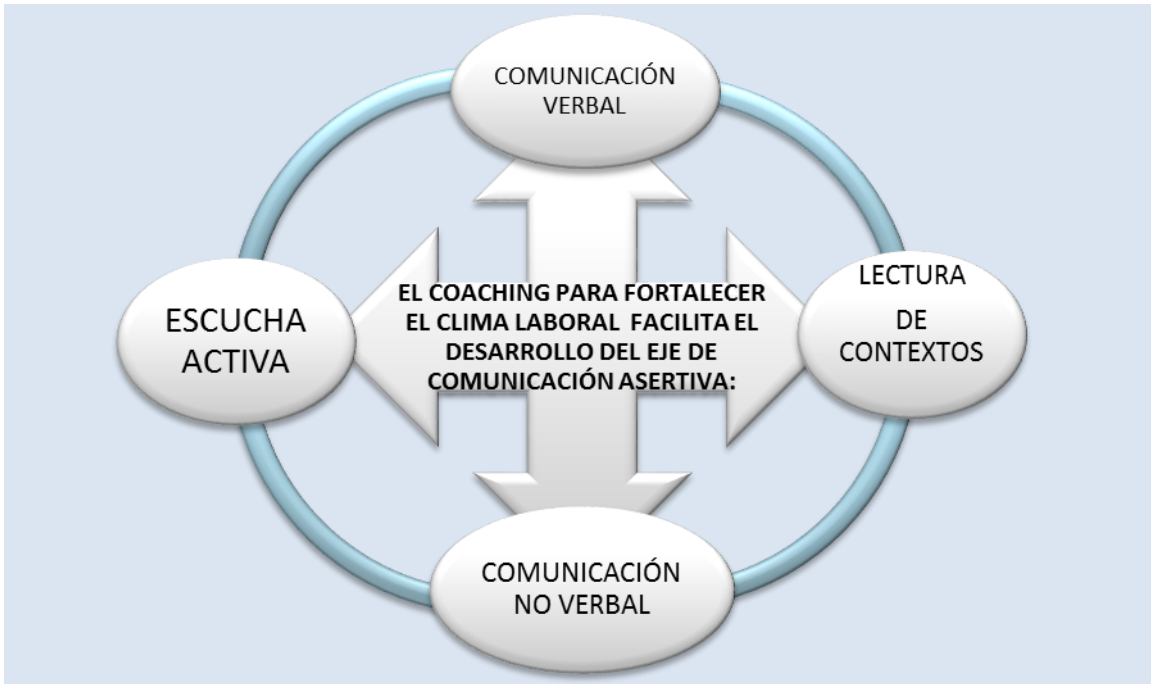 COMUNICACIÓN
VERBAL
ESCUCHA
ACTIVA
EL COACHING PARA FORTALECER
EL CLIMA LABORAL FACILITA EL
DESARROLLO DEL EJE DE
COMUNICACIÓN ASERTIVA:
LECTURA
DE
CONTEXTOS
COMUNICACIÓN
NO VERBAL